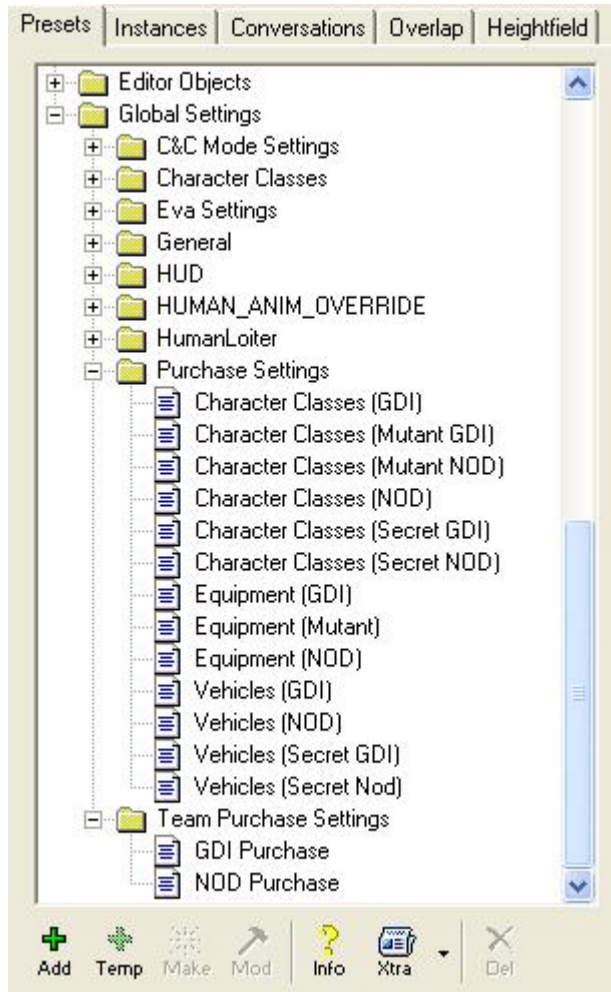 Presets Instances Conversations Overlap Heightfield
Editor Objects
Global Settings
C&C Mode Settings
Character Classes
Eva Settings
General
HUD
HUMAN_ANIM_OVERRIDE
HumanLoiter
Purchase Settings
Character Classes (GDI)
Character Classes (Mutant GDI)
Character Classes (Mutant NOD)
Character Classes (NOD)
Character Classes (Secret GDI)
Character Classes (Secret NOD)
Equipment (GDI)
Equipment (Mutant)
Equipment (NOD)
Vehicles (GDI)
Vehicles (NOD)
Vehicles (Secret GDI)
Vehicles (Secret Nod)
Team Purchase Settings
GDI Purchase
NOD Purchase
Add Temp Make Mod Info Xtra Del